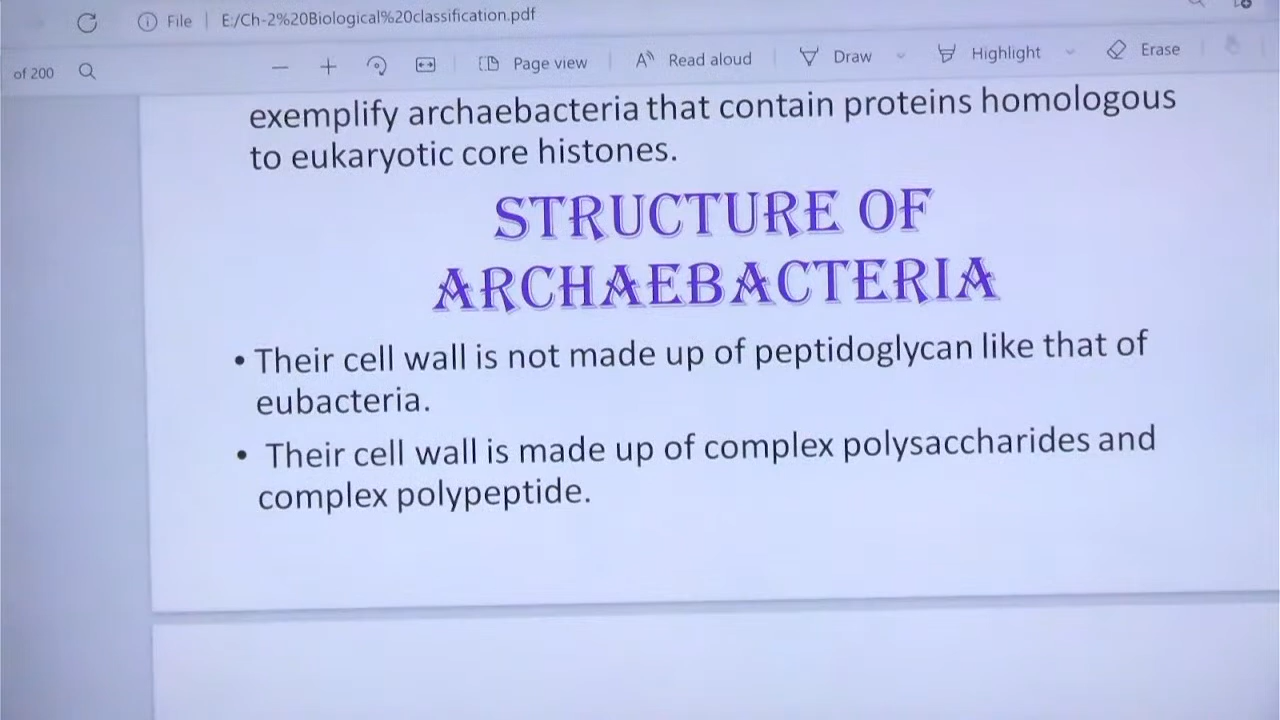 File | E:/Ch-2%20Biological%20classification.pdf
of 200 Page view Read aloud Draw Highlight Erase
exemplify archaebacteria that contain proteins homologous
to eukaryotic core histones.
STRUCTURE OF
ARCHAEBACTERIA
• Their cell wall is not made up of peptidoglycan like that of
eubacteria.
• Their cell wall is made up of complex polysaccharides and
complex polypeptide.